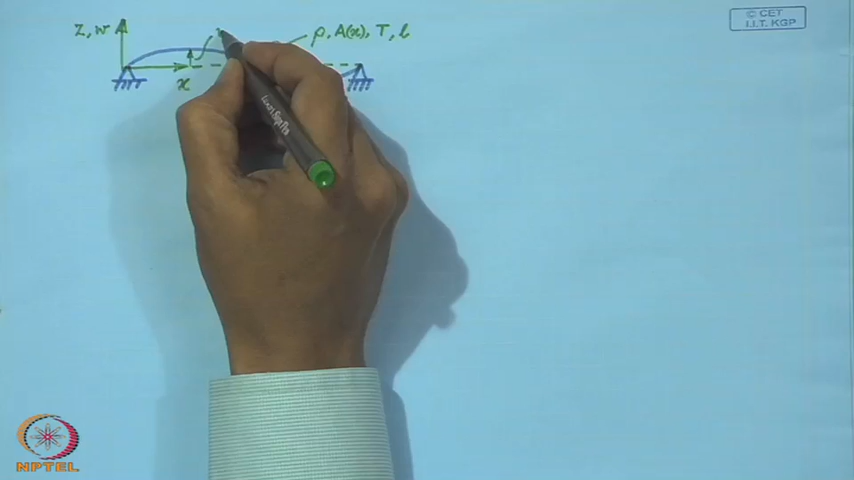 z, w
ρ, A(x), T, l
x
© CET
I.I.T. KGP
NPTEL